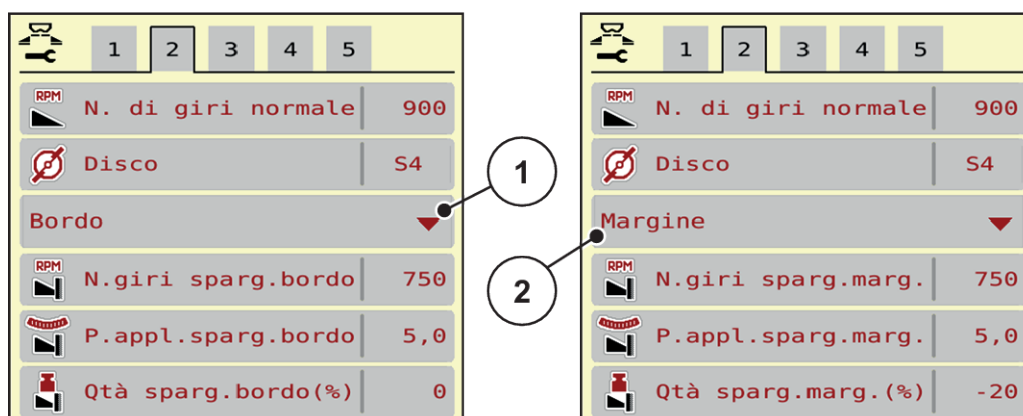 1 2 3 4 5
RPM
N. di giri normale 900
Disco S4
Bordo
RPM
N.giri sparg.bordo 750
P.appl.sparg.bordo 5,0
Qtà sparg.bordo(%) 0
1
2
1 2 3 4 5
RPM
N. di giri normale 900
Disco S4
Margine
RPM
N.giri sparg.marg. 750
P.appl.sparg.marg. 5,0
Qtà sparg.marg.(%) -20